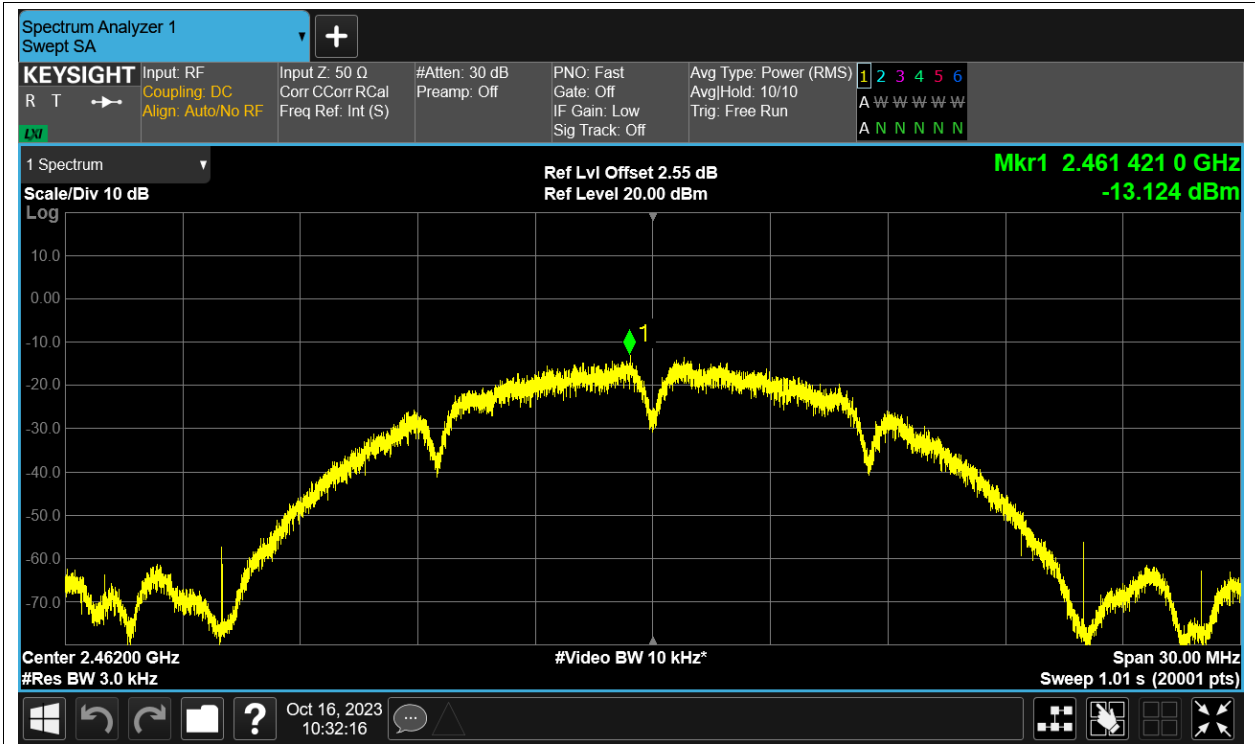 Spectrum Analyzer 1
Swept SA
KEYSIGHT
R T
LXI
Input: RF
Coupling: DC
Align: Auto/No RF
Input Z: 50 Ω
Corr CCorr RCal
Freq Ref: Int (S)
#Atten: 30 dB
Preamp: Off
PNO: Fast
Gate: Off
IF Gain: Low
Sig Track: Off
Avg Type: Power (RMS)
Avg|Hold: 10/10
Trig: Free Run
1 2 3 4 5 6
A W W W W W
A N N N N N
1 Spectrum
Scale/Div 10 dB
Log
Ref Lvl Offset 2.55 dB
Ref Level 20.00 dBm
Mkr1 2.461 421 0 GHz
-13.124 dBm
10.0
0.00
-10.0
-20.0
-30.0
-40.0
-50.0
-60.0
-70.0
1
Center 2.46200 GHz
#Res BW 3.0 kHz
#Video BW 10 kHz*
Span 30.00 MHz
Sweep 1.01 s (20001 pts)
?
Oct 16, 2023
10:32:16